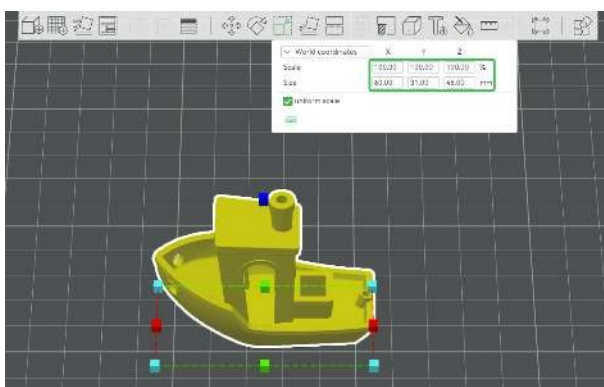 World coordinates X Y Z
Scale 100.00 100.00 100.00 %
Size 60.00 31.00 48.00 mm
uniform scale